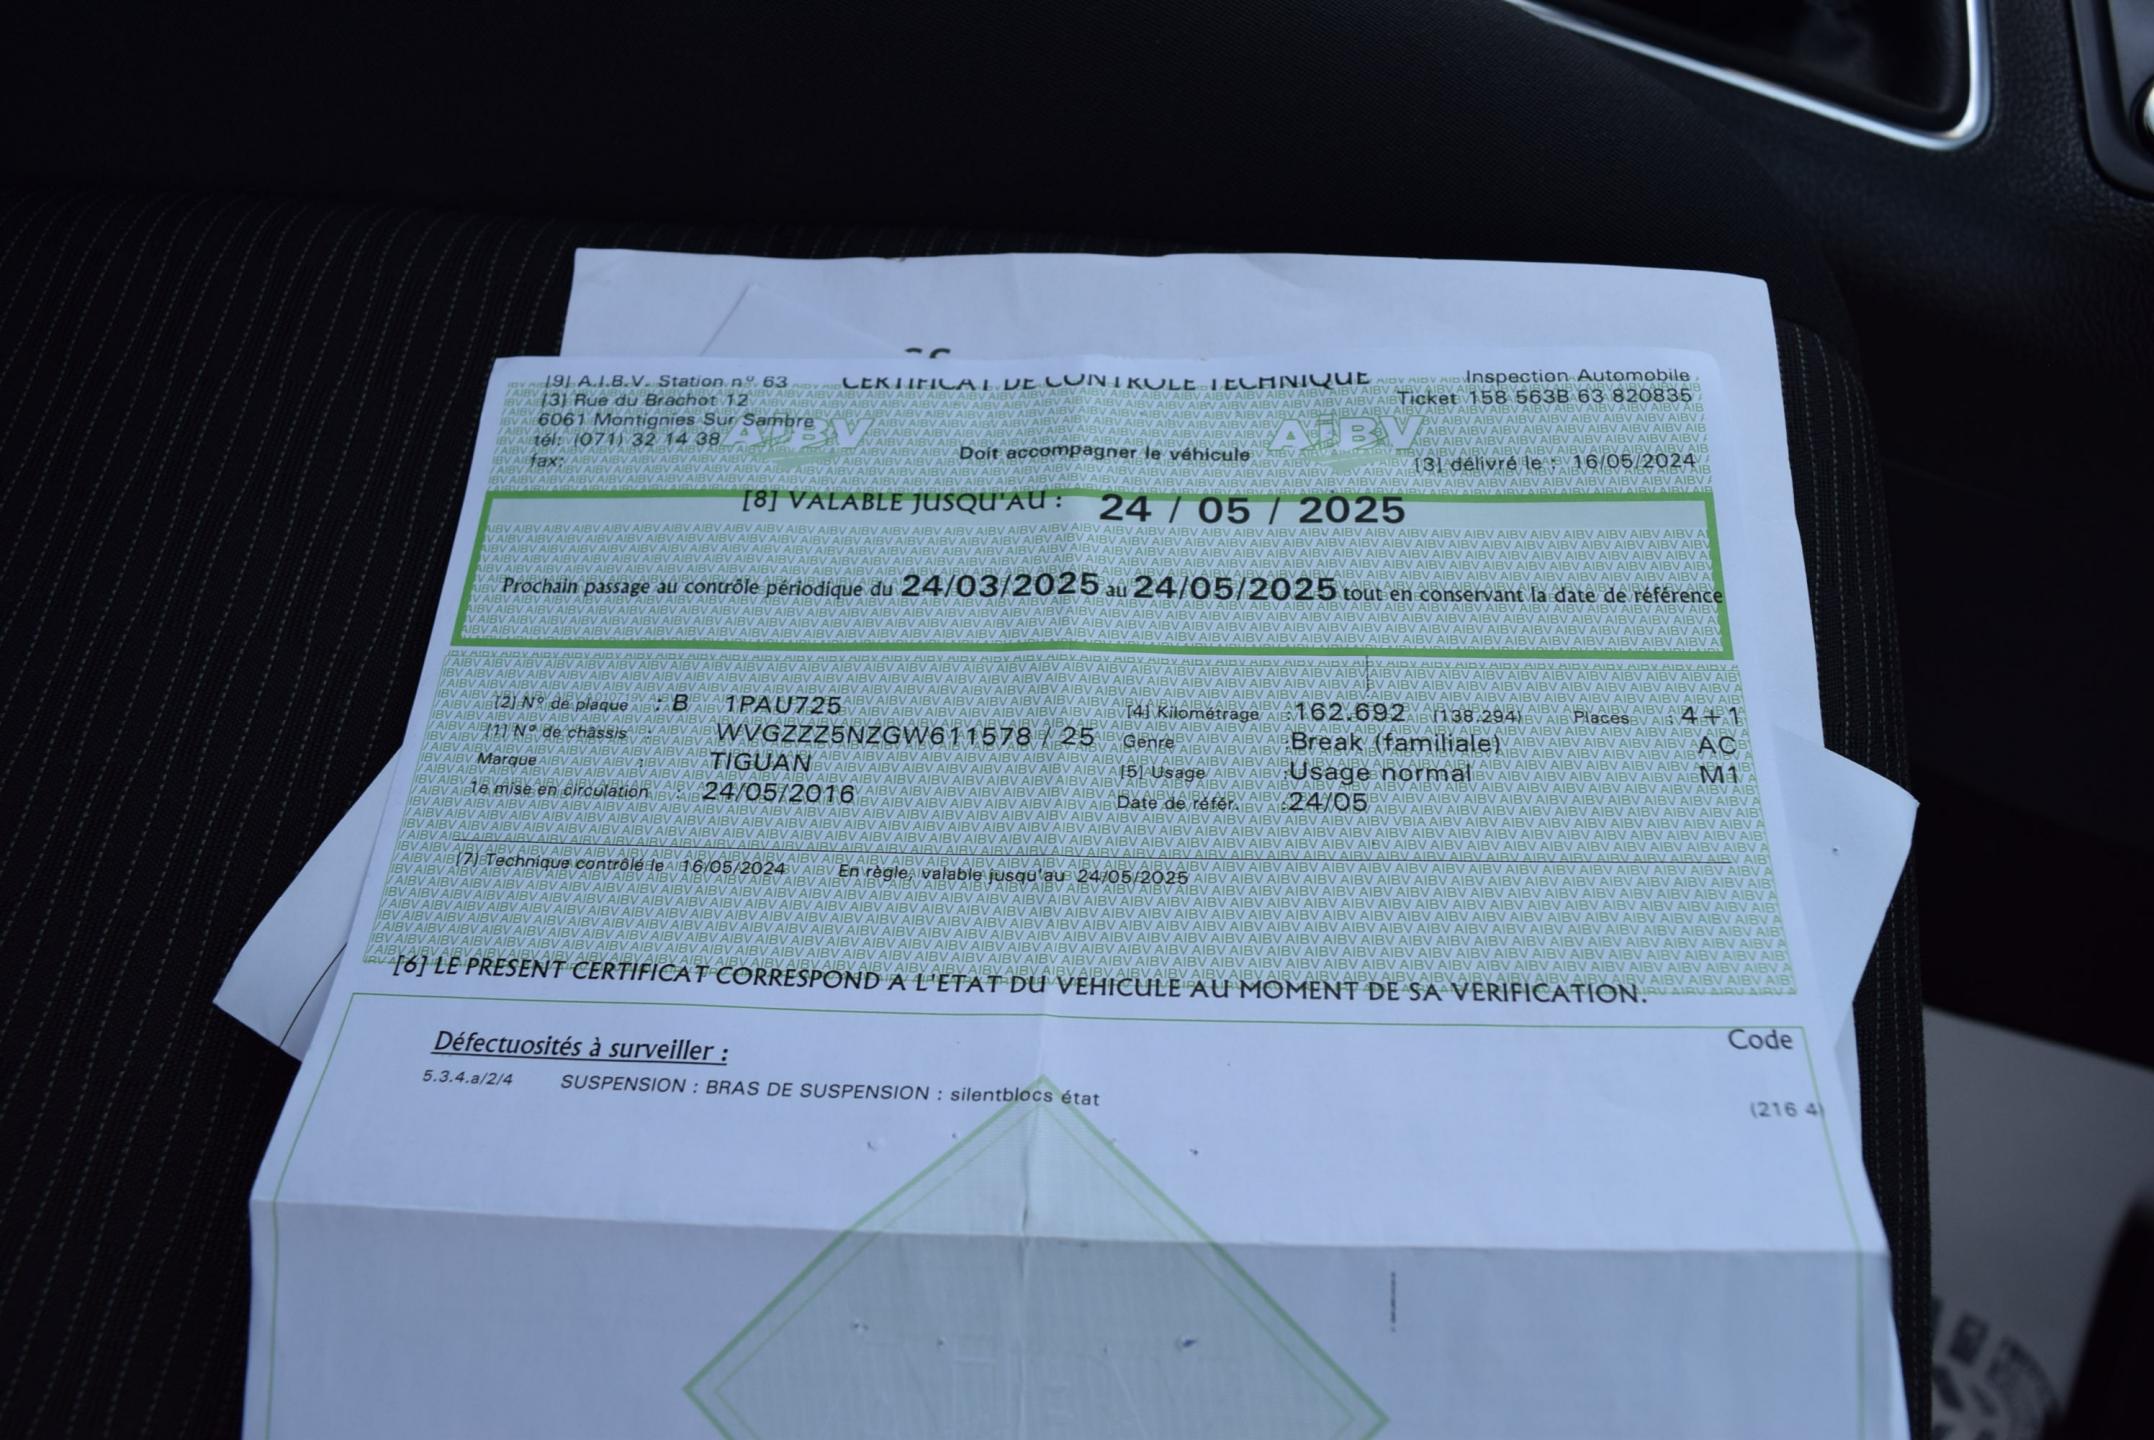 [9] A.I.B.V. Station n° 63
CERTIFICAT DE CONTROLE TECHNIQUE
Inspection Automobile
[3] Rue du Brachot 12
Ticket 158 563B 63 820835
6061 Montignies Sur Sambre
tél: (071) 32 14 38
AIBV
AIBV
Doit accompagner le véhicule
fax:
[3] délivré le : 16/05/2024
[8] VALABLE JUSQU'AU : 24 / 05 / 2025
Prochain passage au contrôle périodique du 24/03/2025 au 24/05/2025 tout en conservant la date de référence
[2] N° de plaque : B 1PAU725
[4] Kilométrage : 162.692 (138.294) Places : 4+1
[1] N° de châssis : WVGZZZ5NZGW611578 / 25
Genre : Break (familiale) AC
Marque : TIGUAN
[5] Usage : Usage normal M1
1e mise en circulation : 24/05/2016
Date de référ. : 24/05
[7] Technique contrôlé le 16/05/2024 En règle, valable jusqu'au 24/05/2025
[6] LE PRESENT CERTIFICAT CORRESPOND A L'ETAT DU VEHICULE AU MOMENT DE SA VERIFICATION.
Défectuosités à surveiller :
Code
5.3.4.a/2/4 SUSPENSION : BRAS DE SUSPENSION : silentblocs état
(216 4)